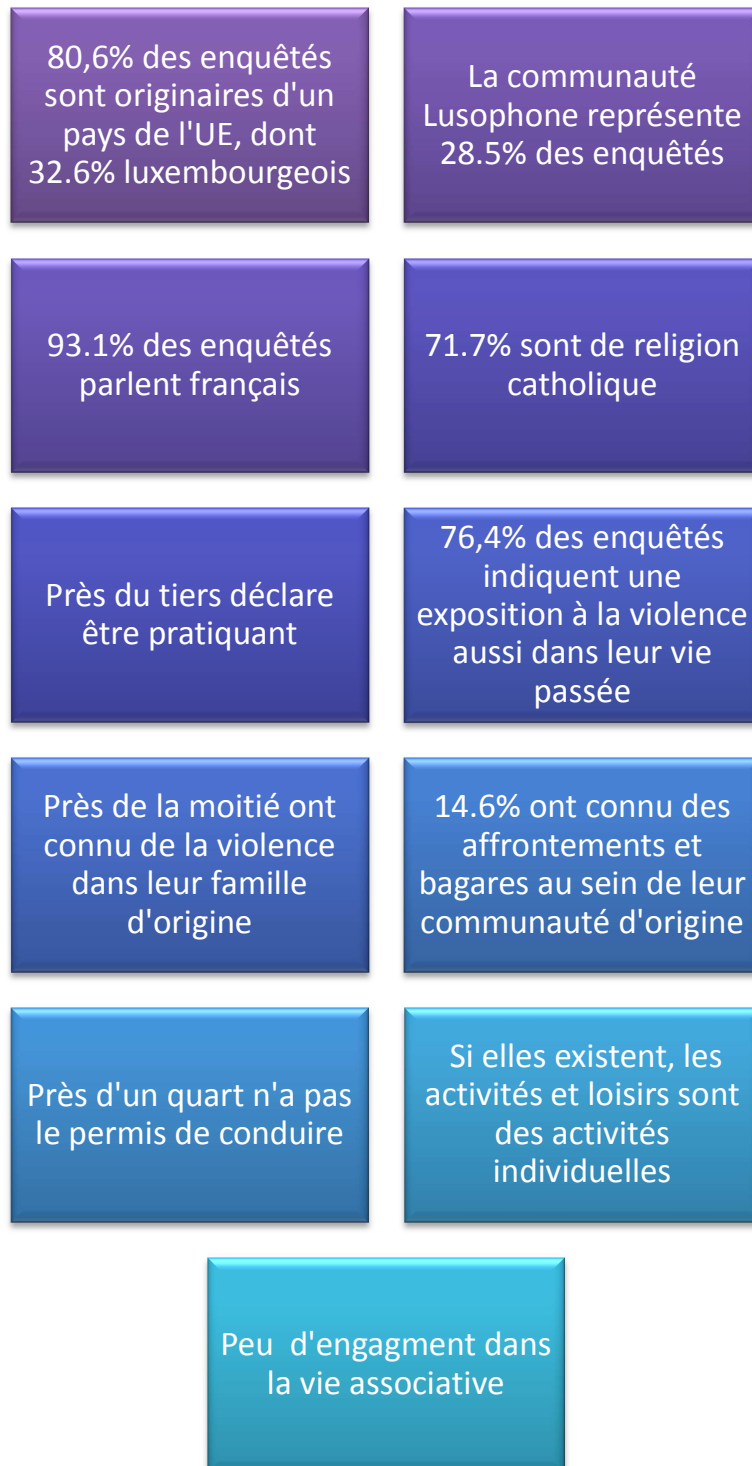 80,6% des enquêtés
sont originaires d'un
pays de l'UE, dont
32.6% luxembourgeois
La communauté
Lusophone représente
28.5% des enquêtés
93.1% des enquêtés
parlent français
71.7% sont de religion
catholique
Près du tiers déclare
être pratiquant
76,4% des enquêtés
indiquent une
exposition à la violence
aussi dans leur vie
passée
Près de la moitié ont
connu de la violence
dans leur famille
d'origine
14.6% ont connu des
affrontements et
bagares au sein de leur
communauté d'origine
Près d'un quart n'a pas
le permis de conduire
Si elles existent, les
activités et loisirs sont
des activités
individuelles
Peu d'engagment dans
la vie associative